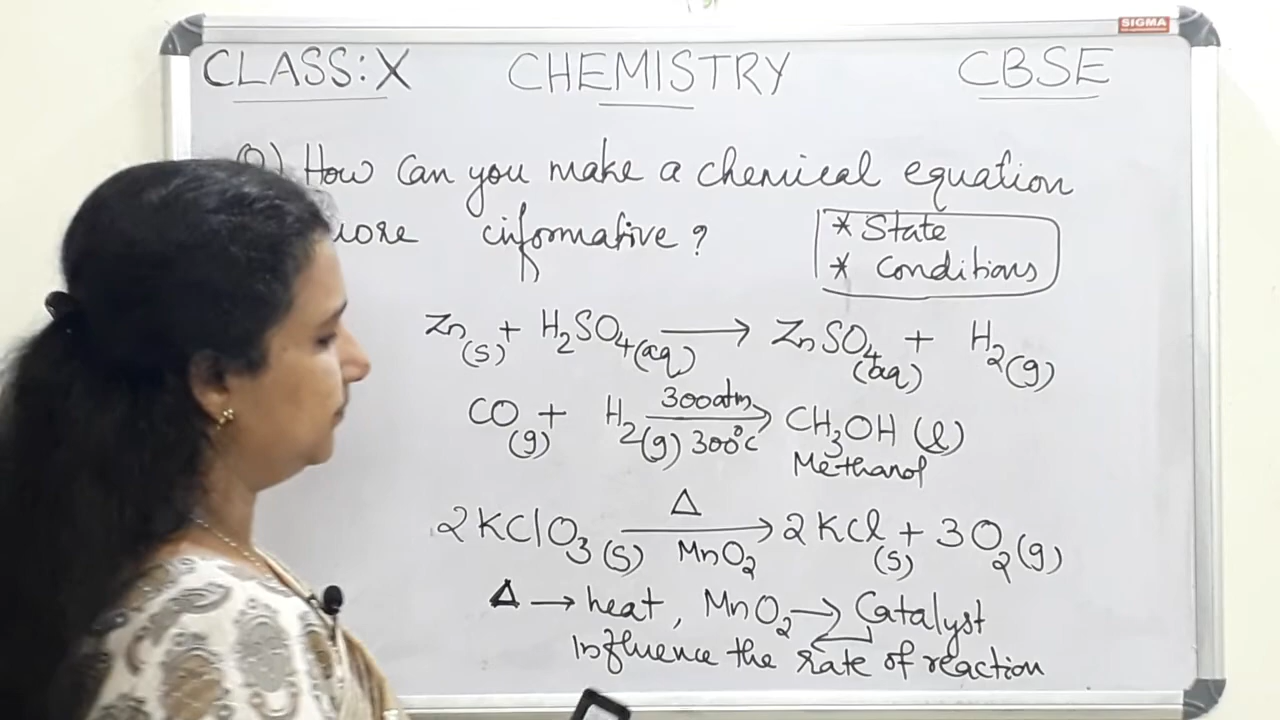 SIGMA
CLASS: X CHEMISTRY CBSE
Q) How can you make a chemical equation
more informative?
* State
* Conditions
Zn(s) + H₂SO₄(aq) → ZnSO₄(aq) + H₂(g)
CO(g) + H₂(g) 300atm → 300°C CH₃OH (l)
Methanol
2KClO₃(s) Δ → MnO₂ 2KCl(s) + 3O₂(g)
Δ → heat, MnO₂ → Catalyst
Influence the rate of reaction